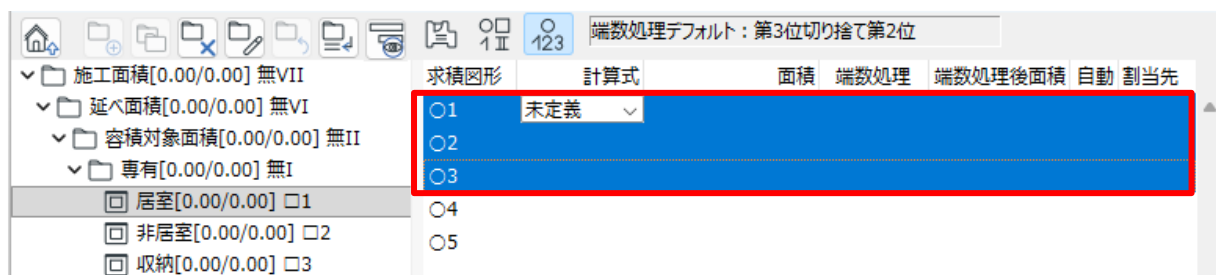 ○□
1 Ⅱ
○
123
端数処理デフォルト：第3位切り捨て第2位
施工面積[0.00/0.00] 無VII
延べ面積[0.00/0.00] 無VI
容積対象面積[0.00/0.00] 無II
専有[0.00/0.00] 無I
居室[0.00/0.00] □1
非居室[0.00/0.00] □2
収納[0.00/0.00] □3
求積図形 計算式 面積 端数処理 端数処理後面積 自動 割当先
○1 未定義
○2
○3
○4
○5